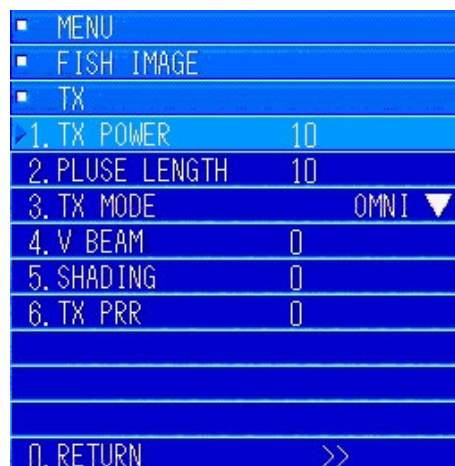 MENU
FISH IMAGE
TX
1. TX POWER 10
2. PLUSE LENGTH 10
3. TX MODE OMNI
4. V BEAM 0
5. SHADING 0
6. TX PRR 0
0. RETURN >>